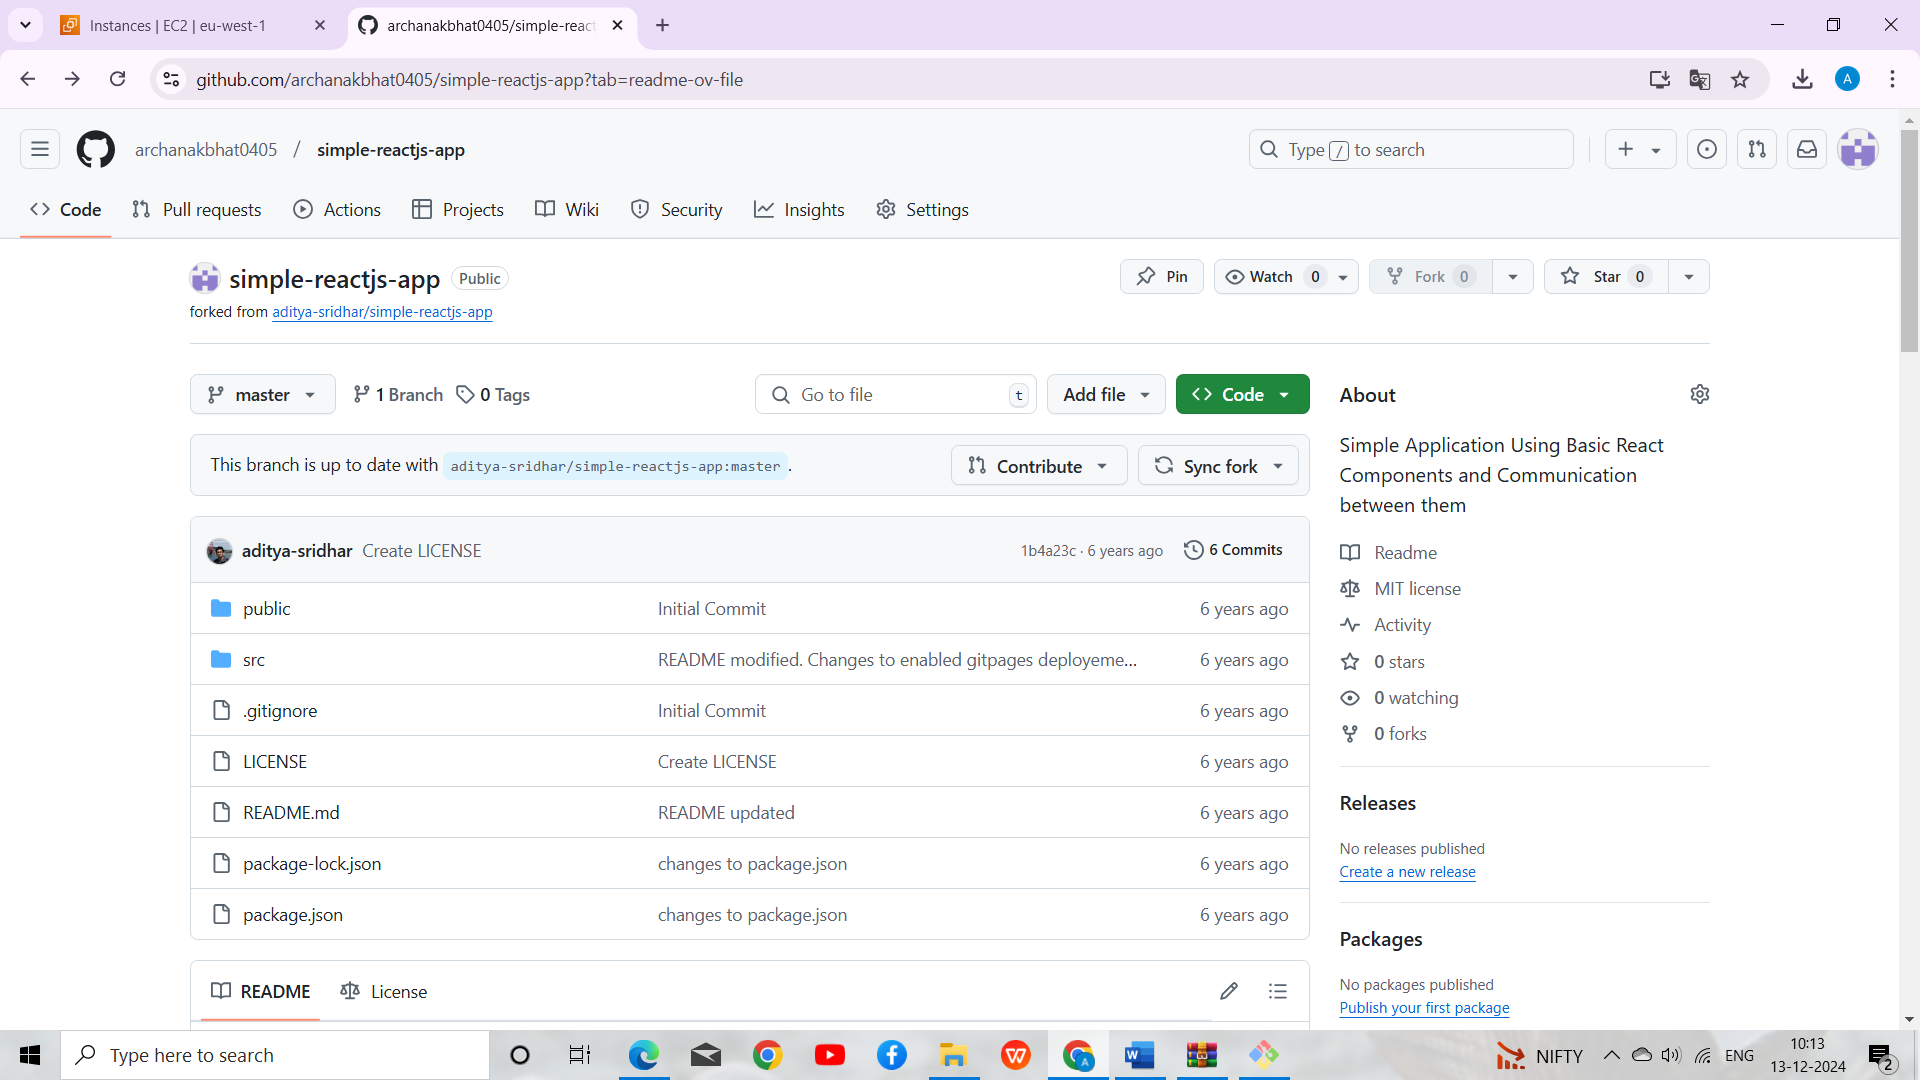 Instances | EC2 | eu-west-1
archanakbhat0405/simple-react
github.com/archanakbhat0405/simple-reactjs-app?tab=readme-ov-file
A
archanakbhat0405 / simple-reactjs-app
Type / to search
Code
Pull requests
Actions
Projects
Wiki
Security
Insights
Settings
simple-reactjs-app Public
Pin
Watch 0
Fork 0
Star 0
forked from aditya-sridhar/simple-reactjs-app
master
1 Branch
0 Tags
Go to file t
Add file
Code
This branch is up to date with aditya-sridhar/simple-reactjs-app:master .
Contribute
Sync fork
aditya-sridhar Create LICENSE 1b4a23c · 6 years ago 6 Commits
public Initial Commit 6 years ago
src README modified. Changes to enabled gitpages deployeme... 6 years ago
.gitignore Initial Commit 6 years ago
LICENSE Create LICENSE 6 years ago
README.md README updated 6 years ago
package-lock.json changes to package.json 6 years ago
package.json changes to package.json 6 years ago
README
License
About
Simple Application Using Basic React
Components and Communication
between them
Readme
MIT license
Activity
0 stars
0 watching
0 forks
Releases
No releases published
Create a new release
Packages
No packages published
Publish your first package
Type here to search
NIFTY
ENG
10:13
13-12-2024
2